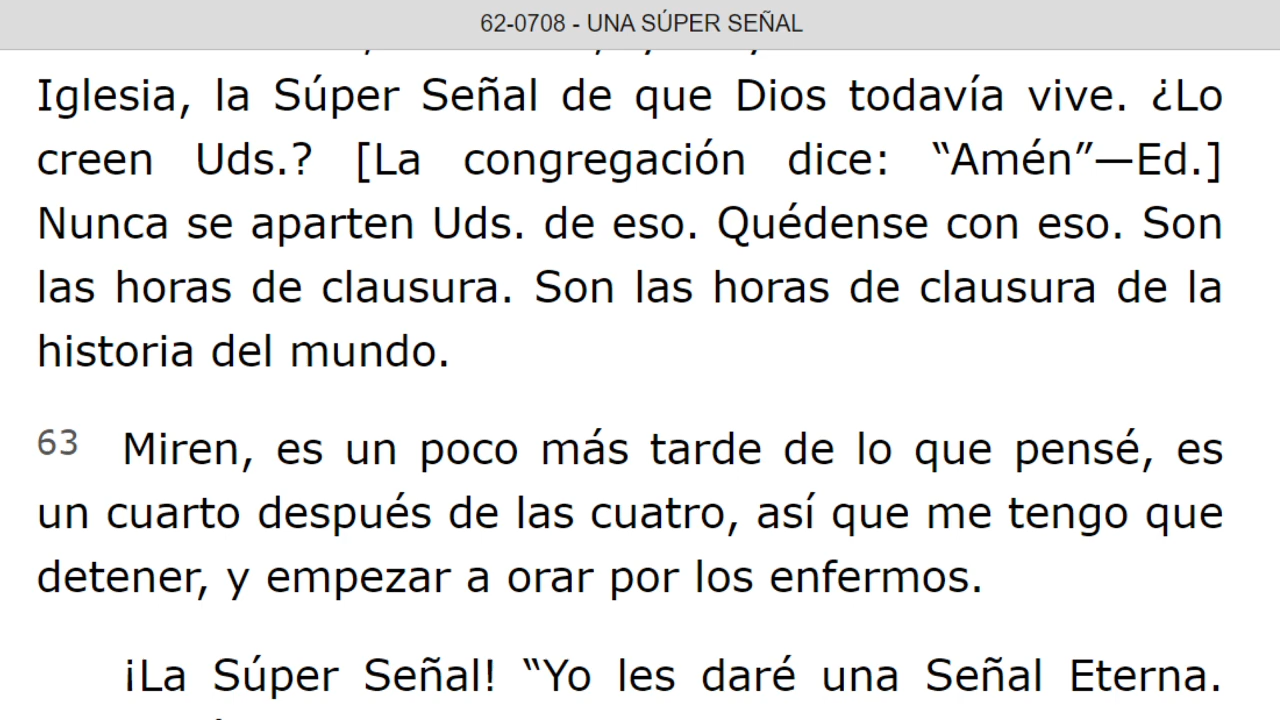 62-0708 - UNA SÚPER SEÑAL
Iglesia, la Súper Señal de que Dios todavía vive. ¿Lo
creen Uds.? [La congregación dice: “Amén”—Ed.]
Nunca se aparten Uds. de eso. Quédense con eso. Son
las horas de clausura. Son las horas de clausura de la
historia del mundo.
63 Miren, es un poco más tarde de lo que pensé, es
un cuarto después de las cuatro, así que me tengo que
detener, y empezar a orar por los enfermos.
¡La Súper Señal! “Yo les daré una Señal Eterna.